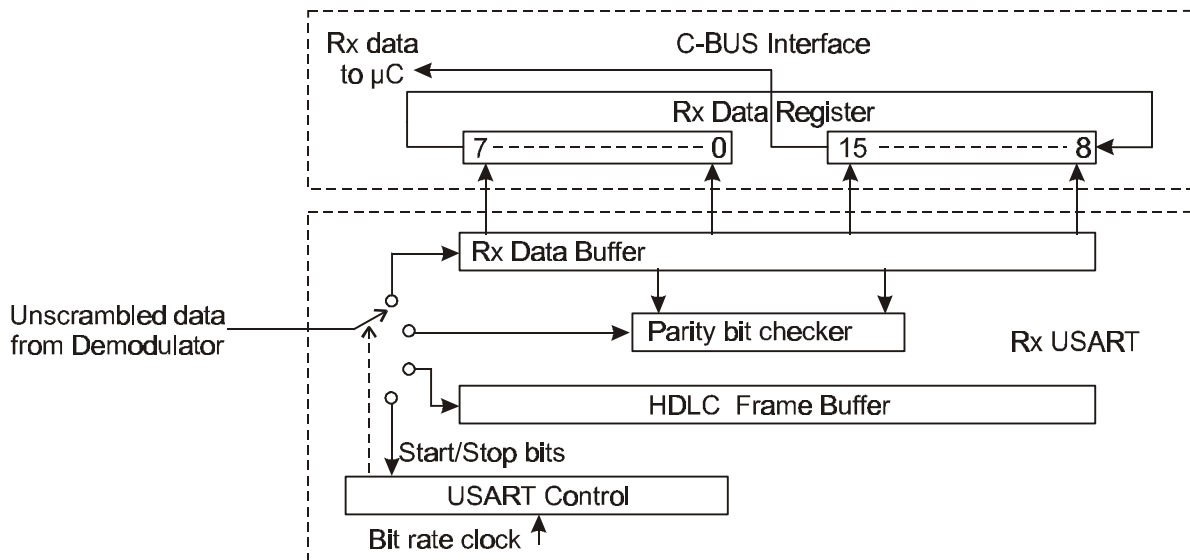 Rx data
to µC
C-BUS Interface
Rx Data Register
7 0
15 8
Rx Data Buffer
Unscrambled data
from Demodulator
Parity bit checker
Rx USART
HDLC Frame Buffer
Start/Stop bits
USART Control
Bit rate clock